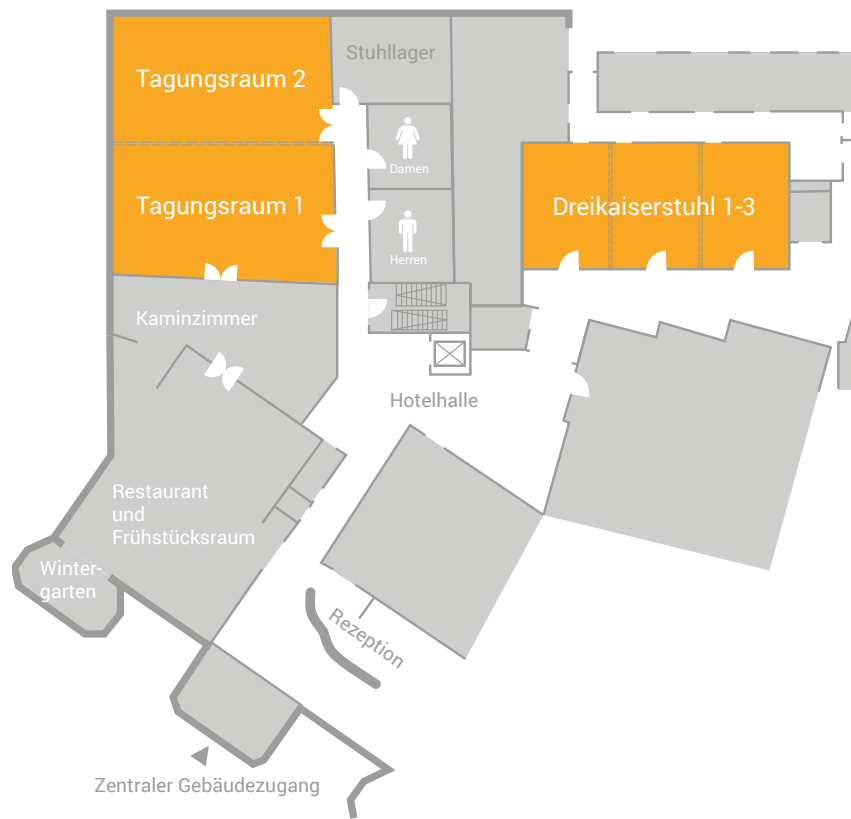 Stuhllager
Tagungsraum 2
Damen
Tagungsraum 1
Dreikaiserstuhl 1-3
Herren
Kaminzimmer
Hotelhalle
Restaurant
und
Frühstücksraum
Winter-
garten
Rezeption
Zentraler Gebäudezugang